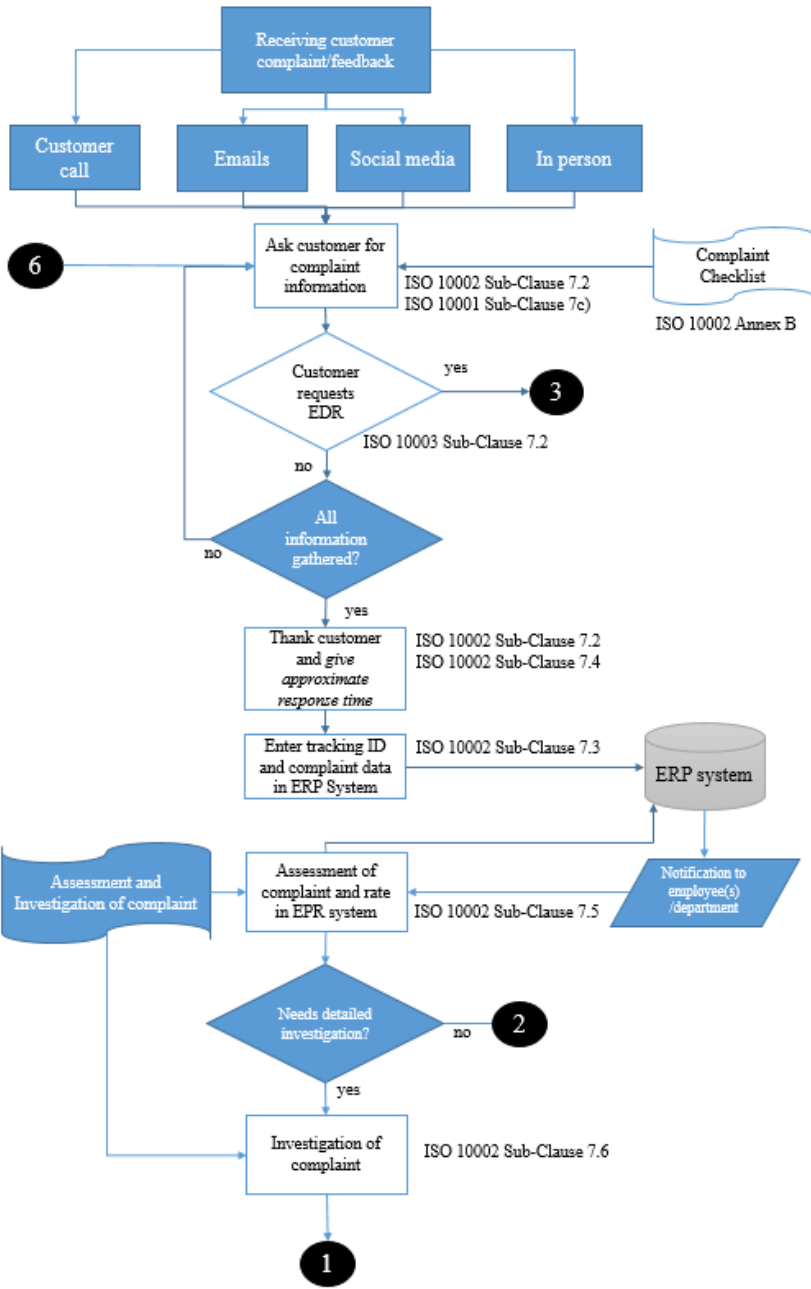 Receiving customer
complaint/feedback
Customer
call
Emails
Social media
In person
6
Ask customer for
complaint
information
Complaint
Checklist
ISO 10002 Sub-Clause 7.2
ISO 10001 Sub-Clause 7c)
ISO 10002 Annex B
Customer
requests
EDR
yes
3
ISO 10003 Sub-Clause 7.2
no
All
information
gathered?
no
yes
Thank customer
and give
approximate
response time
ISO 10002 Sub-Clause 7.2
ISO 10002 Sub-Clause 7.4
Enter tracking ID
and complaint data
in ERP System
ISO 10002 Sub-Clause 7.3
ERP system
Assessment and
Investigation of complaint
Assessment of
complaint and rate
in EPR system
ISO 10002 Sub-Clause 7.5
Notification to
employee(s)
/department
Needs detailed
investigation?
no
2
yes
Investigation of
complaint
ISO 10002 Sub-Clause 7.6
1